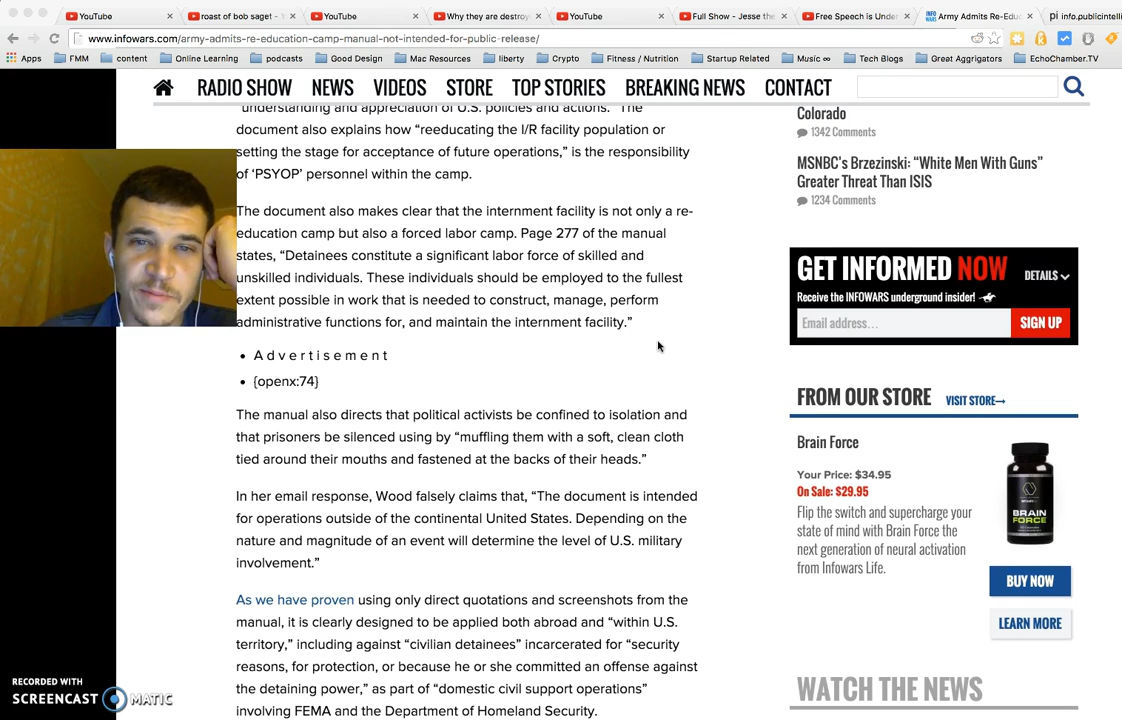 YouTube
roast of bob saget - Y
YouTube
Why they are destroy
YouTube
Full Show - Jesse the
Free Speech is Under
Army Admits Re-Educ
info.publicintelli
www.infowars.com/army-admits-re-education-camp-manual-not-intended-for-public-release/
Apps FMM content Online Learning podcasts Good Design Mac Resources liberty Crypto Fitness / Nutrition Startup Related Music ∞ Tech Blogs Great Aggrigators EchoChamber.TV
RADIO SHOW NEWS VIDEOS STORE TOP STORIES BREAKING NEWS CONTACT
understanding and appreciation of U.S. policies and actions.” The
document also explains how “reeducating the I/R facility population or
setting the stage for acceptance of future operations,” is the responsibility
of ‘PSYOP’ personnel within the camp.
The document also makes clear that the internment facility is not only a re-
education camp but also a forced labor camp. Page 277 of the manual
states, “Detainees constitute a significant labor force of skilled and
unskilled individuals. These individuals should be employed to the fullest
extent possible in work that is needed to construct, manage, perform
administrative functions for, and maintain the internment facility.”
• A d v e r t i s e m e n t
• {openx:74}
The manual also directs that political activists be confined to isolation and
that prisoners be silenced using by “muffling them with a soft, clean cloth
tied around their mouths and fastened at the backs of their heads.”
In her email response, Wood falsely claims that, “The document is intended
for operations outside of the continental United States. Depending on the
nature and magnitude of an event will determine the level of U.S. military
involvement.”
As we have proven using only direct quotations and screenshots from the
manual, it is clearly designed to be applied both abroad and “within U.S.
territory,” including against “civilian detainees” incarcerated for “security
reasons, for protection, or because he or she committed an offense against
the detaining power,” as part of “domestic civil support operations”
involving FEMA and the Department of Homeland Security.
Colorado
1342 Comments
MSNBC’s Brzezinski: “White Men With Guns”
Greater Threat Than ISIS
1234 Comments
GET INFORMED NOW DETAILS
Receive the INFOWARS underground insider!
Email address... SIGN UP
FROM OUR STORE VISIT STORE→
Brain Force
Your Price: $34.95
On Sale: $29.95
Flip the switch and supercharge your
state of mind with Brain Force the
next generation of neural activation
from Infowars Life.
BRAIN
FORCE
BUY NOW
LEARN MORE
WATCH THE NEWS
RECORDED WITH
SCREENCAST MATIC